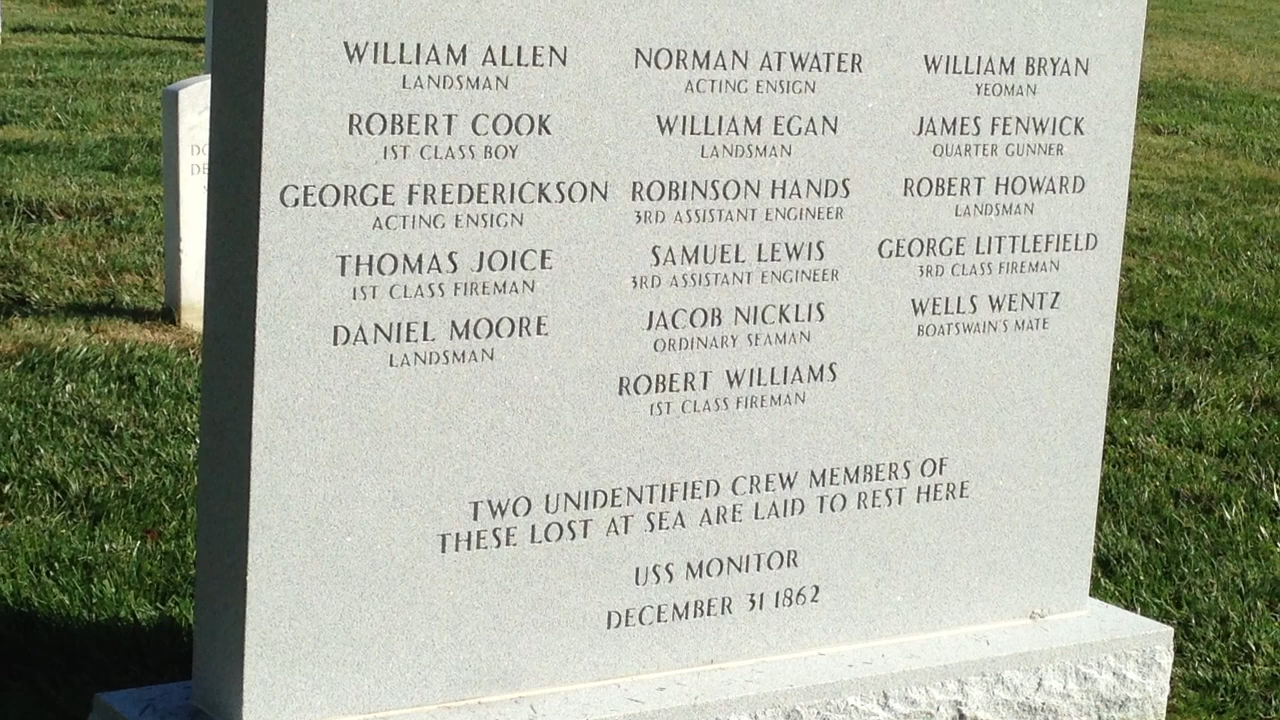 WILLIAM ALLEN
LANDSMAN
NORMAN ATWATER
ACTING ENSIGN
WILLIAM BRYAN
YEOMAN
ROBERT COOK
1ST CLASS BOY
WILLIAM EGAN
LANDSMAN
JAMES FENWICK
QUARTER GUNNER
GEORGE FREDERICKSON
ACTING ENSIGN
ROBINSON HANDS
3RD ASSISTANT ENGINEER
ROBERT HOWARD
LANDSMAN
THOMAS JOICE
1ST CLASS FIREMAN
SAMUEL LEWIS
3RD ASSISTANT ENGINEER
GEORGE LITTLEFIELD
3RD CLASS FIREMAN
DANIEL MOORE
LANDSMAN
JACOB NICKLIS
ORDINARY SEAMAN
WELLS WENTZ
BOATSWAIN'S MATE
ROBERT WILLIAMS
1ST CLASS FIREMAN
TWO UNIDENTIFIED CREW MEMBERS OF
THESE LOST AT SEA ARE LAID TO REST HERE
USS MONITOR
DECEMBER 31 1862